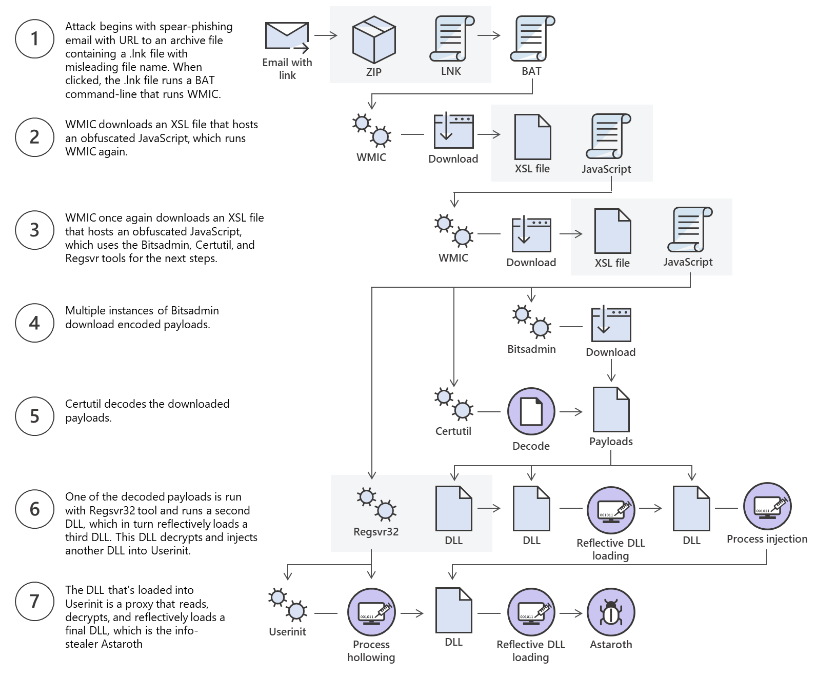 1
Attack begins with spear-phishing
email with URL to an archive file
containing a .lnk file with
misleading file name. When
clicked, the .lnk file runs a BAT
command-line that runs WMIC.
Email with
link
ZIP
LNK
BAT
2
WMIC downloads an XSL file that hosts
an obfuscated JavaScript, which runs
WMIC again.
WMIC
Download
XSL file
JavaScript
3
WMIC once again downloads an XSL file
that hosts an obfuscated JavaScript,
which uses the Bitsadmin, Certutil, and
Regsvr tools for the next steps.
WMIC
Download
XSL file
JavaScript
4
Multiple instances of Bitsadmin
download encoded payloads.
Bitsadmin
Download
5
Certutil decodes the downloaded
payloads.
Certutil
Decode
Payloads
6
One of the decoded payloads is run
with Regsvr32 tool and runs a second
DLL, which in turn reflectively loads a
third DLL. This DLL decrypts and injects
another DLL into Userinit.
Regsvr32
DLL
DLL
Reflective DLL
loading
DLL
Process injection
7
The DLL that's loaded into
Userinit is a proxy that reads,
decrypts, and reflectively loads a
final DLL, which is the info-
stealer Astaroth
Userinit
Process
hollowing
DLL
Reflective DLL
loading
Astaroth